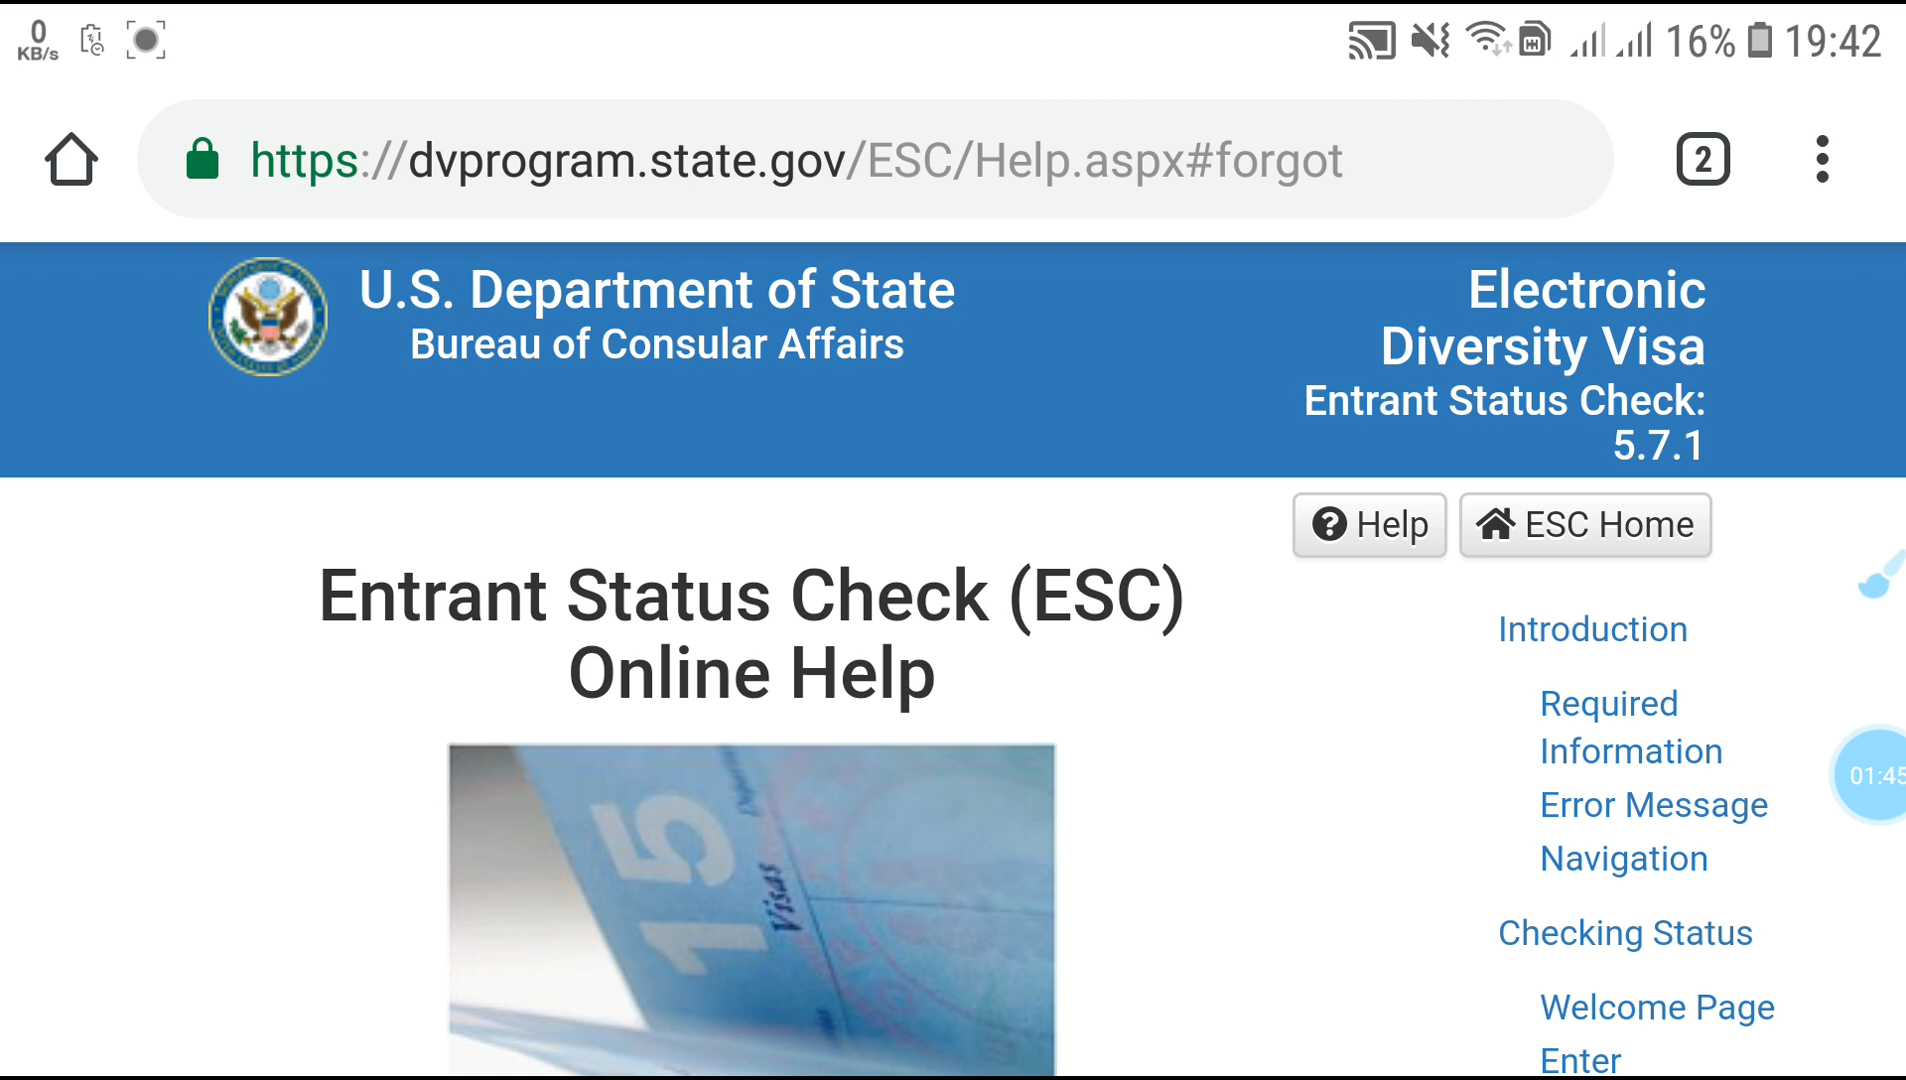 0
KB/s
16% 19:42
https://dvprogram.state.gov/ESC/Help.aspx#forgot
2
U.S. Department of State
Bureau of Consular Affairs
Electronic
Diversity Visa
Entrant Status Check:
5.7.1
Help
ESC Home
Entrant Status Check (ESC)
Online Help
15
Visas
Introduction
Required
Information
Error Message
Navigation
Checking Status
Welcome Page
Enter
01:45